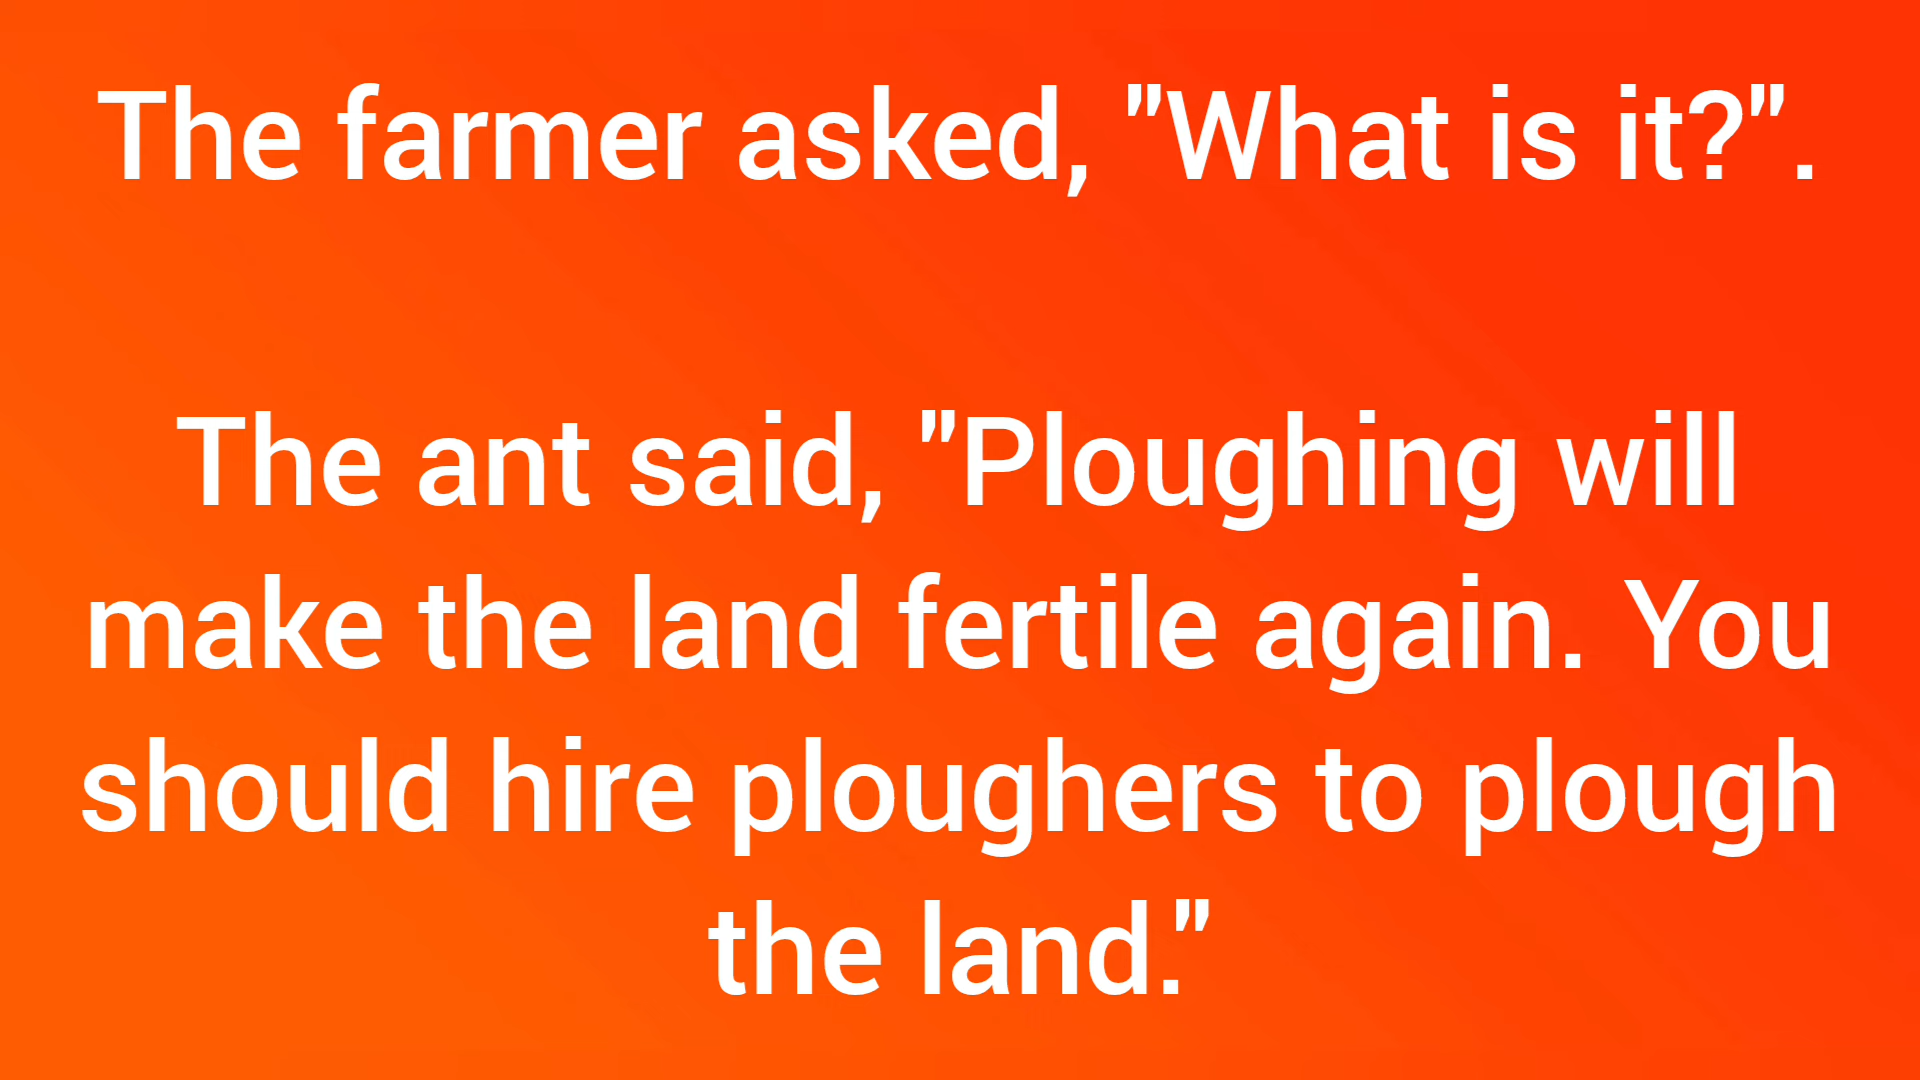 The farmer asked, "What is it?".
The ant said, "Ploughing will
make the land fertile again. You
should hire ploughers to plough
the land."